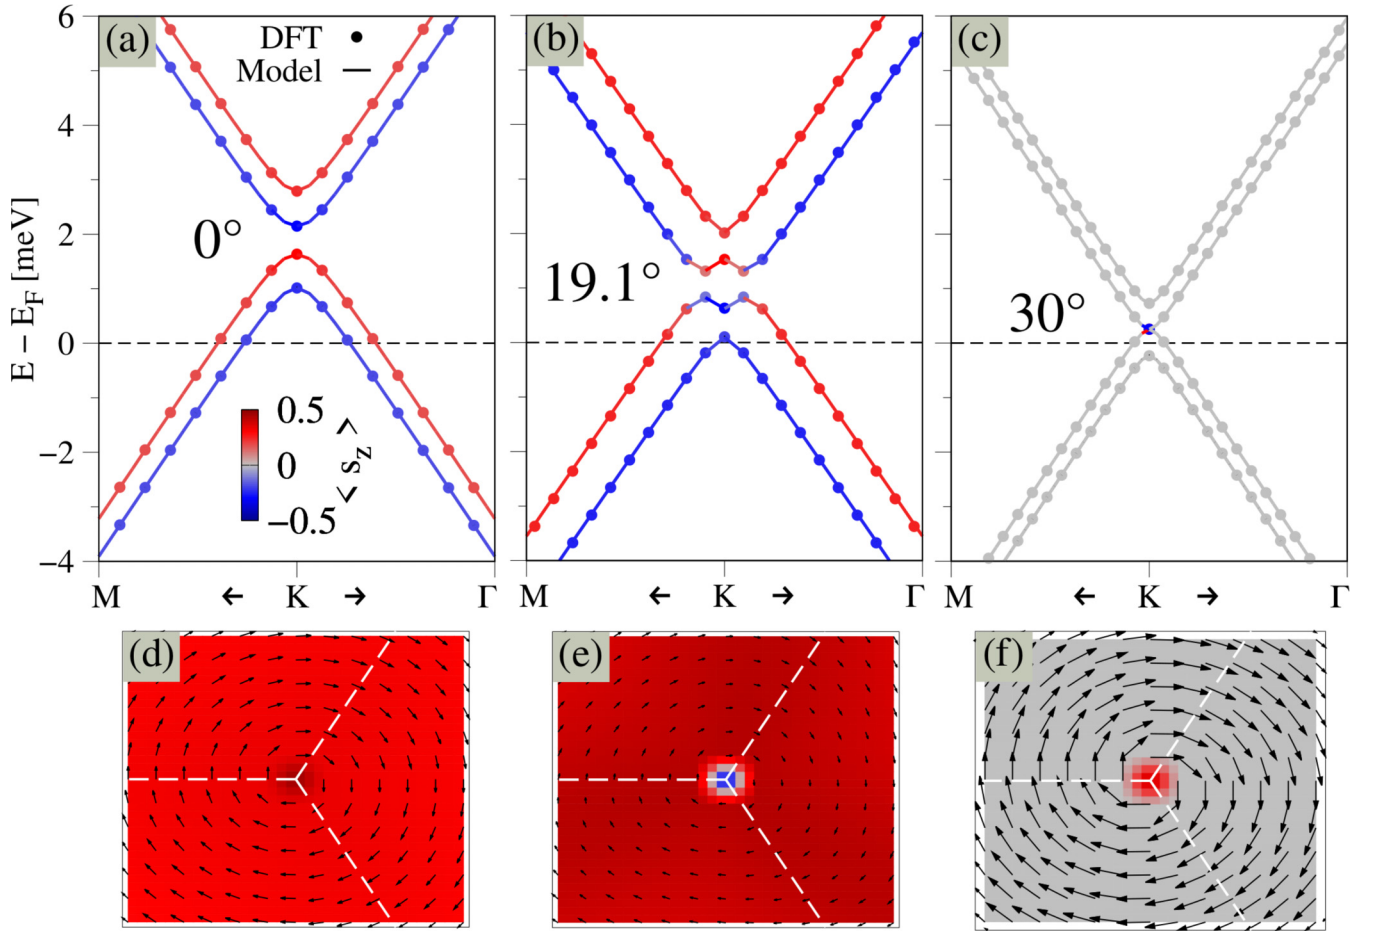 (a)
(b)
(c)
DFT
Model
0°
19.1°
30°
6
4
2
0
−2
−4
E − E_F [meV]
0.5
0
−0.5
< s_z >
M ← K → Γ
M ← K → Γ
M ← K → Γ
(d)
(e)
(f)